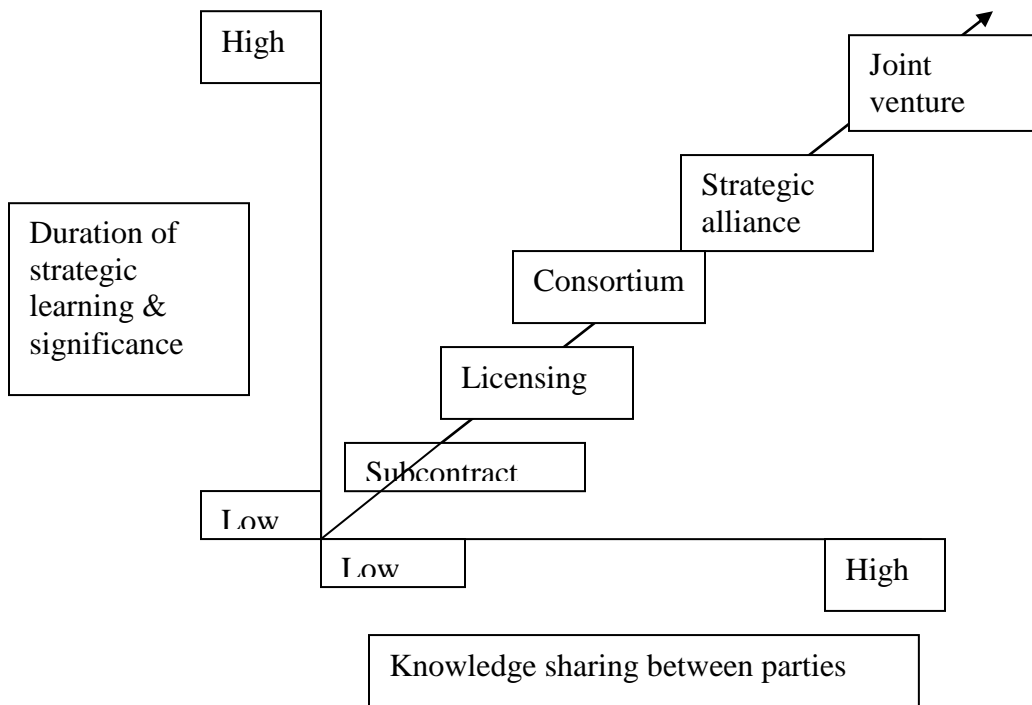 High
Joint
venture
Strategic
alliance
Duration of
strategic
learning &
significance
Consortium
Licensing
Subcontract
Low
Low
High
Knowledge sharing between parties